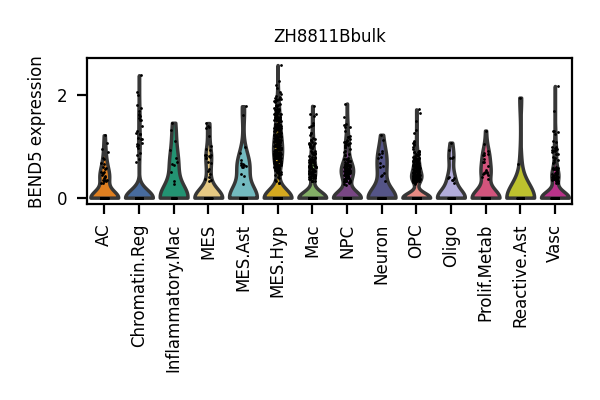 ZH8811Bbulk
BEND5 expression
2
0
AC
Chromatin.Reg
Inflammatory.Mac
MES
MES.Ast
MES.Hyp
Mac
NPC
Neuron
OPC
Oligo
Prolif.Metab
Reactive.Ast
Vasc